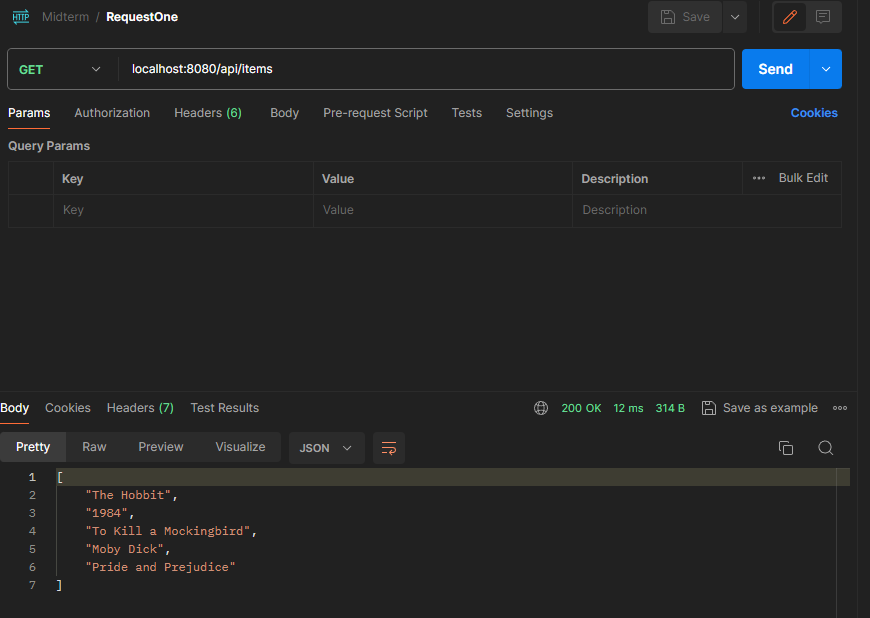 HTTP Midterm / RequestOne Save
GET localhost:8080/api/items Send
Params Authorization Headers (6) Body Pre-request Script Tests Settings Cookies
Query Params
Key Value Description ••• Bulk Edit
Key Value Description
Body Cookies Headers (7) Test Results 200 OK 12 ms 314 B Save as example
Pretty Raw Preview Visualize JSON
1 [
2 "The Hobbit",
3 "1984",
4 "To Kill a Mockingbird",
5 "Moby Dick",
6 "Pride and Prejudice"
7 ]